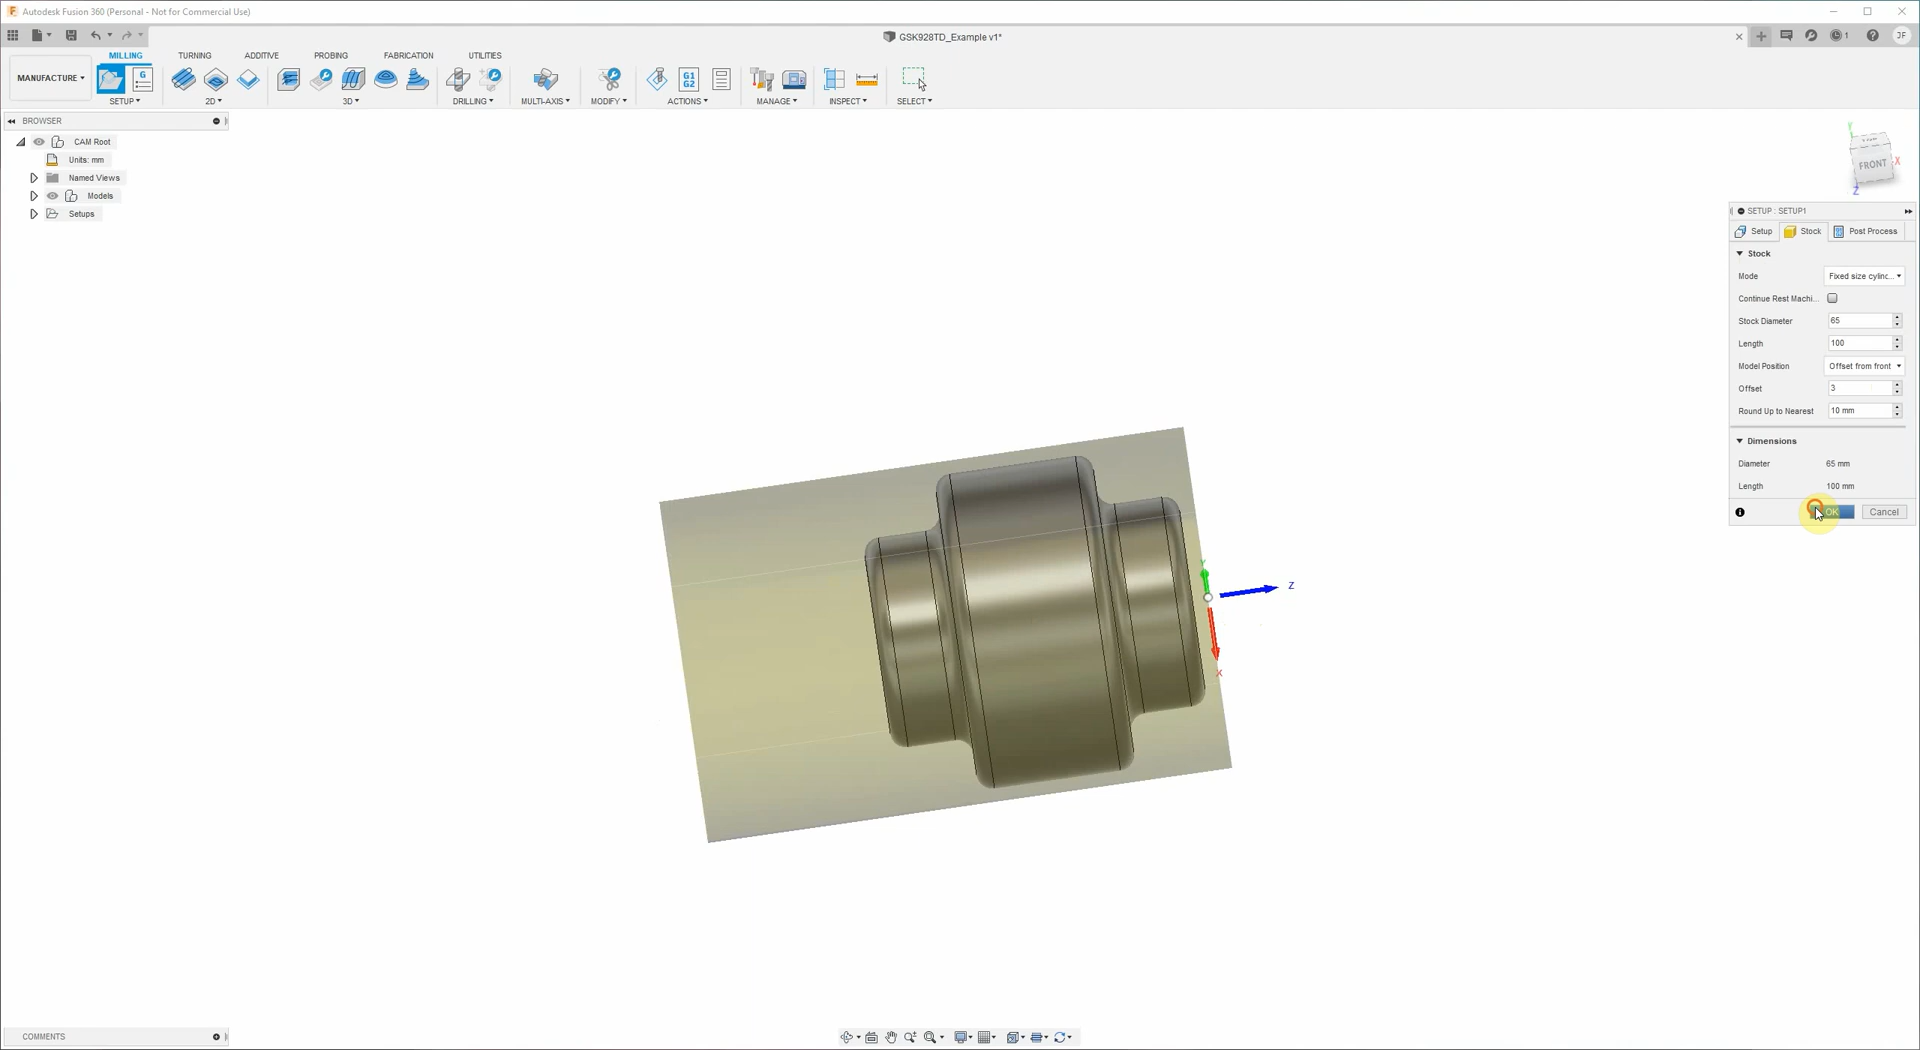 Autodesk Fusion 360 (Personal - Not for Commercial Use)
GSK928TD_Example v1*
1
JF
MANUFACTURE
MILLING TURNING ADDITIVE PROBING FABRICATION UTILITIES
G
G1
G2
SETUP 2D 3D DRILLING MULTI-AXIS MODIFY ACTIONS MANAGE INSPECT SELECT
BROWSER
CAM Root
Units: mm
Named Views
Models
Setups
Y
FRONT
X
Z
SETUP : SETUP1
Setup Stock Post Process
Stock
Mode Fixed size cylinc...
Continue Rest Machi...
Stock Diameter 65
Length 100
Model Position Offset from front
Offset 3
Round Up to Nearest 10 mm
Dimensions
Diameter 65 mm
Length 100 mm
OK Cancel
Y
Z
X
COMMENTS